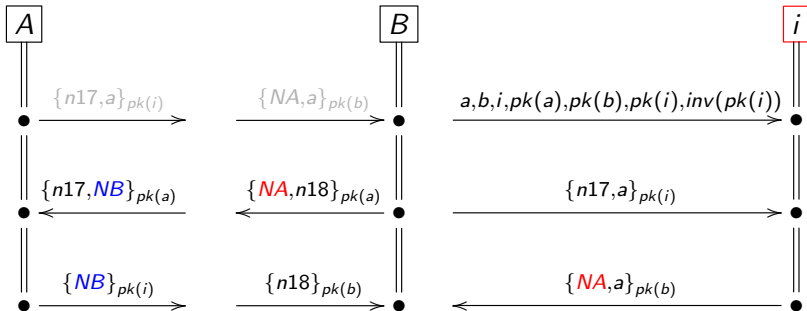 A B i
{n17,a}pk(i) {NA,a}pk(b) a,b,i,pk(a),pk(b),pk(i),inv(pk(i))
{n17,NB}pk(a) {NA,n18}pk(a) {n17,a}pk(i)
{NB}pk(i) {n18}pk(b) {NA,a}pk(b)